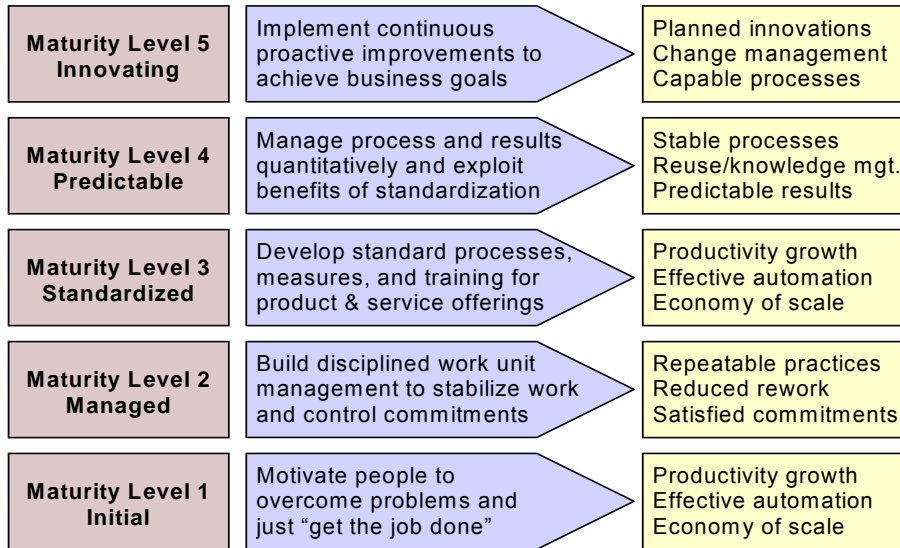 Maturity Level 5
Innovating
Implement continuous
proactive improvements to
achieve business goals
Planned innovations
Change management
Capable processes
Maturity Level 4
Predictable
Manage process and results
quantitatively and exploit
benefits of standardization
Stable processes
Reuse/knowledge mgt.
Predictable results
Maturity Level 3
Standardized
Develop standard processes,
measures, and training for
product & service offerings
Productivity growth
Effective automation
Economy of scale
Maturity Level 2
Managed
Build disciplined work unit
management to stabilize work
and control commitments
Repeatable practices
Reduced rework
Satisfied commitments
Maturity Level 1
Initial
Motivate people to
overcome problems and
just “get the job done”
Productivity growth
Effective automation
Economy of scale